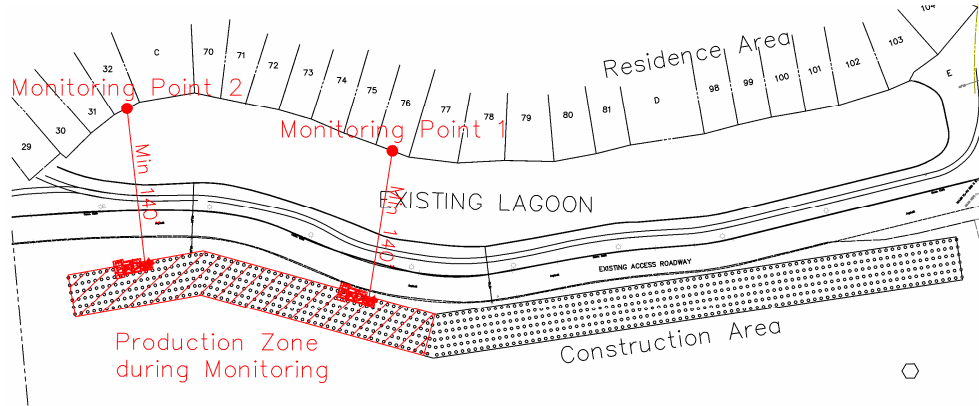 104
103
102
101
100
99
98
D
81
80
79
78
77
76
75
74
73
72
71
70
C
32
31
30
29
E
Residence Area
Monitoring Point 2
Monitoring Point 1
Min 140
Min 140
EXISTING LAGOON
EXISTING ACCESS ROADWAY
Construction Area
Production Zone
during Monitoring